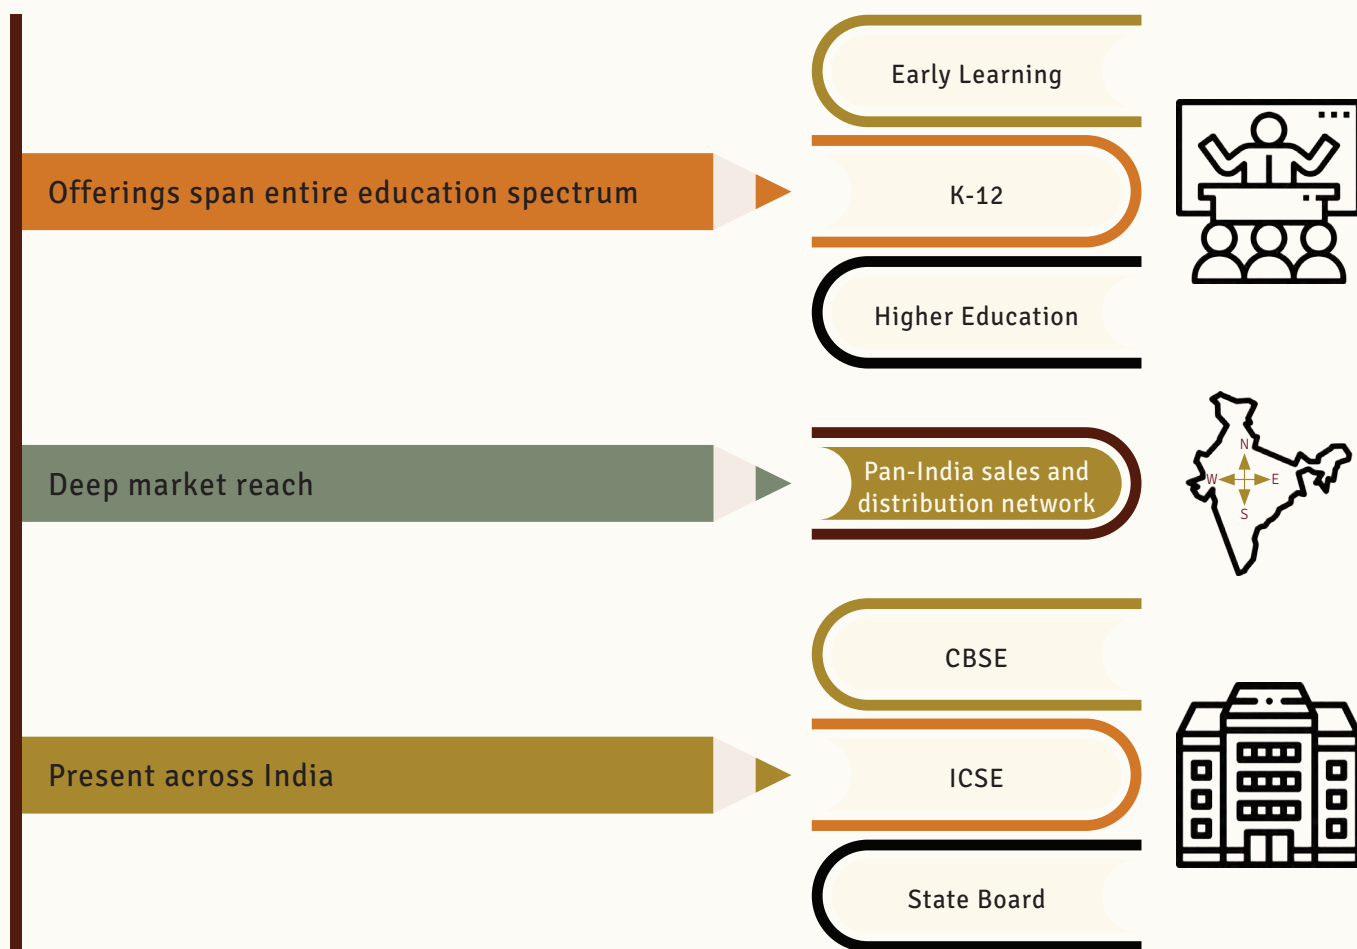 Offerings span entire education spectrum
Early Learning
K-12
Higher Education
Deep market reach
Pan-India sales and
distribution network
N
W
E
S
Present across India
CBSE
ICSE
State Board